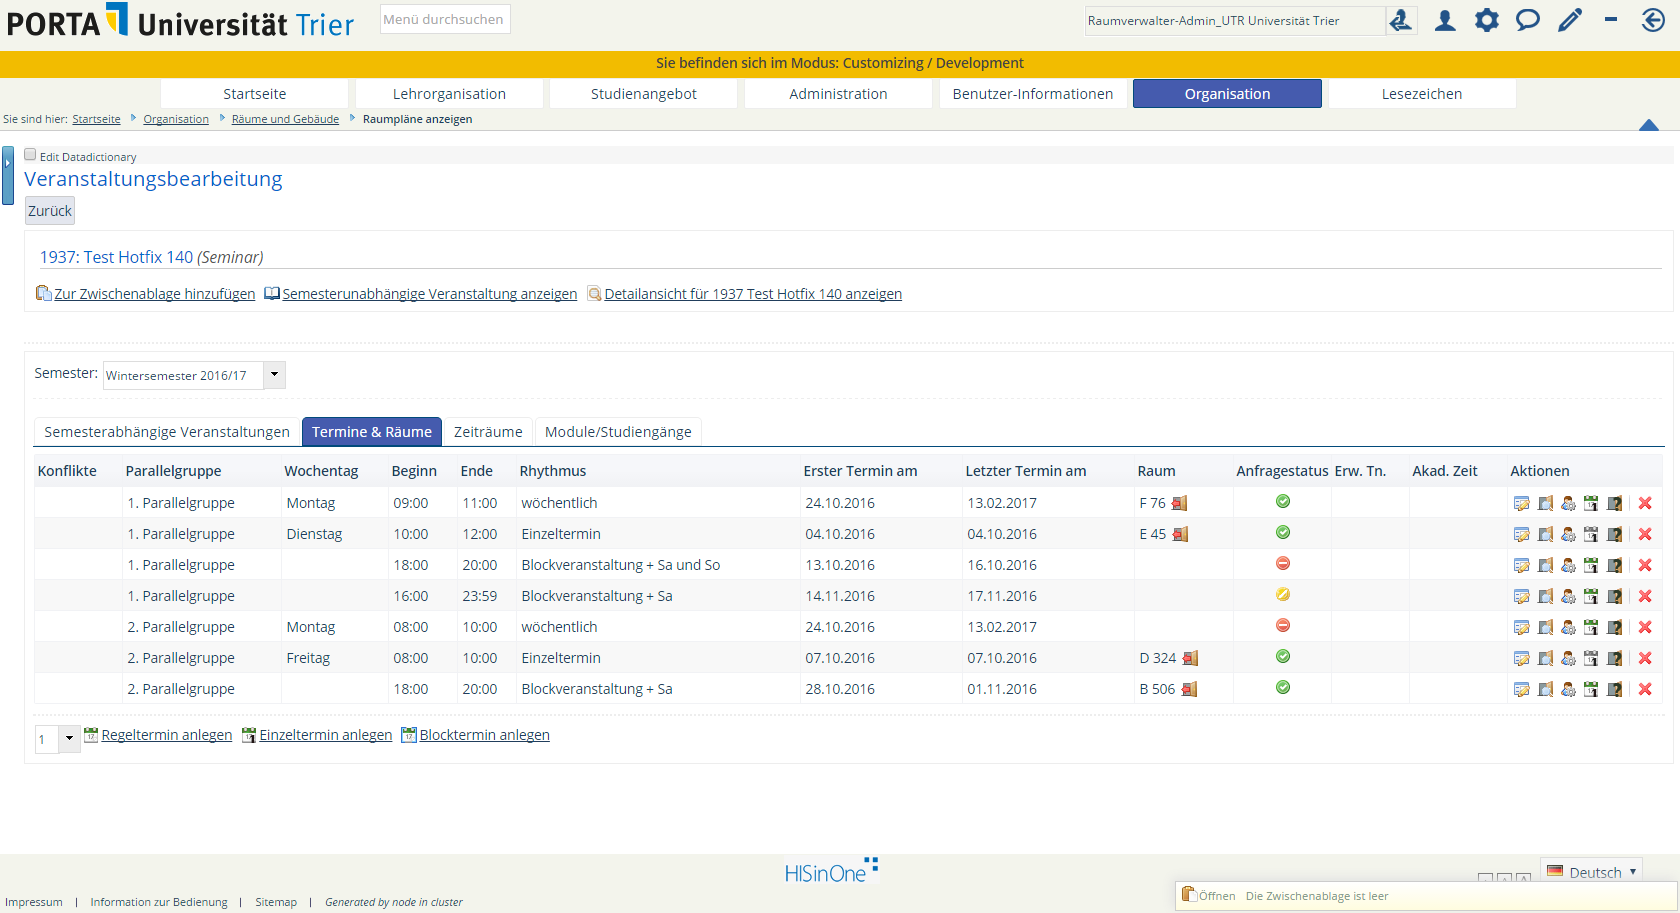 PORTA Universität Trier
Menü durchsuchen
Raumverwalter-Admin_UTR Universität Trier
Sie befinden sich im Modus: Customizing / Development
Startseite Lehrorganisation Studienangebot Administration Benutzer-Informationen Organisation Lesezeichen
Sie sind hier: Startseite Organisation Räume und Gebäude Raumpläne anzeigen
Edit Datadictionary
Veranstaltungsbearbeitung
Zurück
1937: Test Hotfix 140 (Seminar)
Zur Zwischenablage hinzufügen Semesterunabhängige Veranstaltung anzeigen Detailansicht für 1937 Test Hotfix 140 anzeigen
Semester: Wintersemester 2016/17
Semesterabhängige Veranstaltungen Termine & Räume Zeiträume Module/Studiengänge
Konflikte Parallelgruppe Wochentag Beginn Ende Rhythmus Erster Termin am Letzter Termin am Raum Anfragestatus Erw. Tn. Akad. Zeit Aktionen
1. Parallelgruppe Montag 09:00 11:00 wöchentlich 24.10.2016 13.02.2017 F 76
1. Parallelgruppe Dienstag 10:00 12:00 Einzeltermin 04.10.2016 04.10.2016 E 45
1. Parallelgruppe 18:00 20:00 Blockveranstaltung + Sa und So 13.10.2016 16.10.2016
1. Parallelgruppe 16:00 23:59 Blockveranstaltung + Sa 14.11.2016 17.11.2016
2. Parallelgruppe Montag 08:00 10:00 wöchentlich 24.10.2016 13.02.2017
2. Parallelgruppe Freitag 08:00 10:00 Einzeltermin 07.10.2016 07.10.2016 D 324
2. Parallelgruppe 18:00 20:00 Blockveranstaltung + Sa 28.10.2016 01.11.2016 B 506
1 Regeltermin anlegen Einzeltermin anlegen Blocktermin anlegen
HISinOne
Deutsch
Öffnen Die Zwischenablage ist leer
Impressum | Information zur Bedienung | Sitemap | Generated by node in cluster